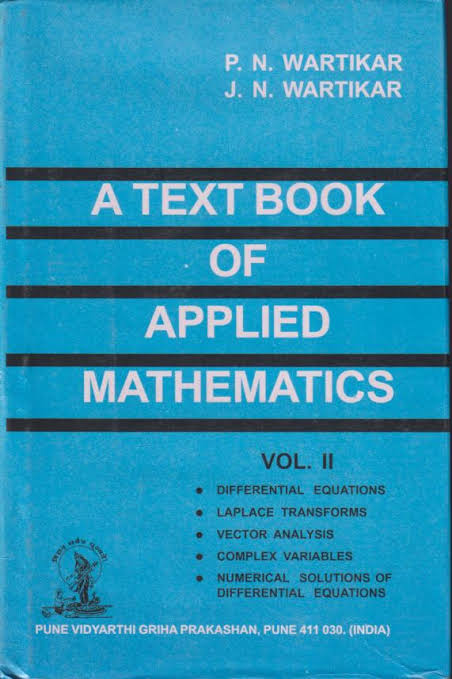 P. N. WARTIKAR
J. N. WARTIKAR
A TEXT BOOK
OF
APPLIED
MATHEMATICS
VOL. II
• DIFFERENTIAL EQUATIONS
• LAPLACE TRANSFORMS
• VECTOR ANALYSIS
• COMPLEX VARIABLES
• NUMERICAL SOLUTIONS OF
DIFFERENTIAL EQUATIONS
PUNE VIDYARTHI GRIHA PRAKASHAN, PUNE 411 030. (INDIA)